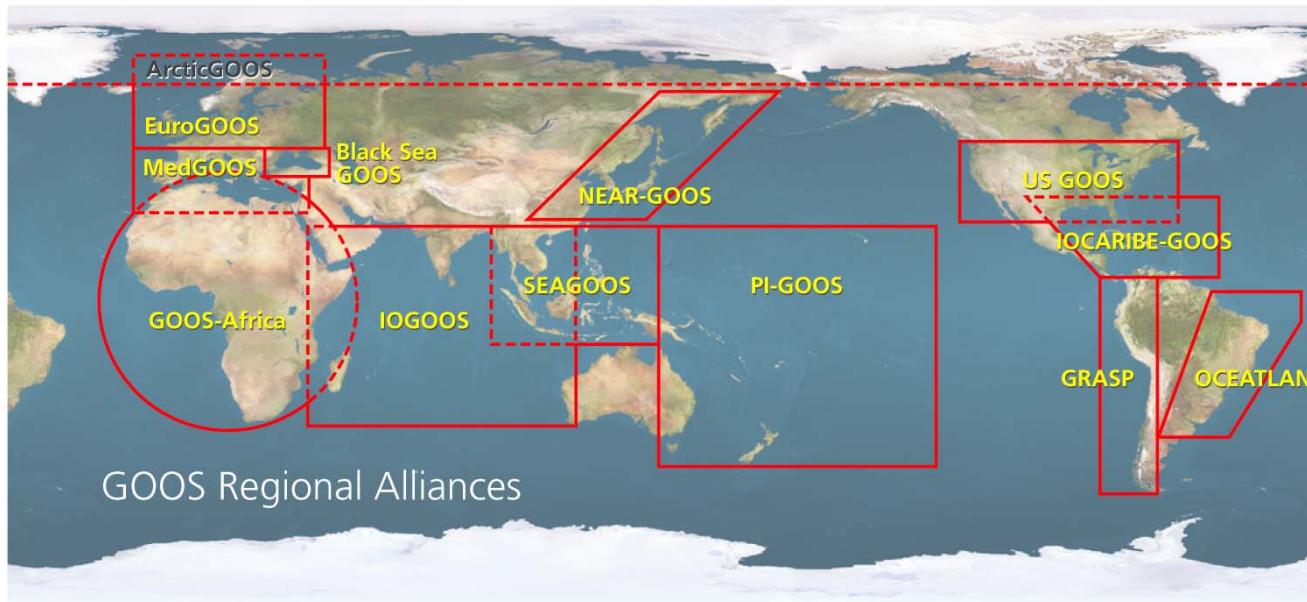 ArcticGOOS
EuroGOOS
MedGOOS
Black Sea
GOOS
NEAR-GOOS
US GOOS
IOCARIBE-GOOS
GOOS-Africa
IOGOOS
SEAGOOS
PI-GOOS
GRASP
OCEATLAN
GOOS Regional Alliances